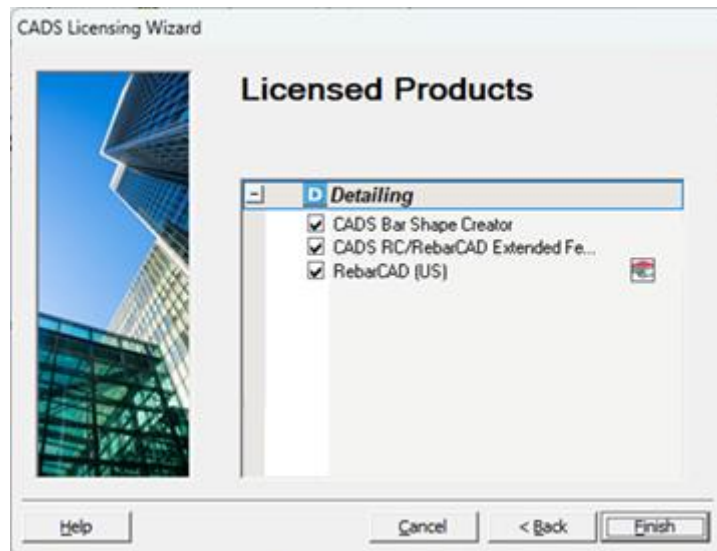 CADS Licensing Wizard
Licensed Products
D Detailing
CADS Bar Shape Creator
CADS RC/RebarCAD Extended Fe...
RebarCAD (US)
Help Cancel < Back Finish